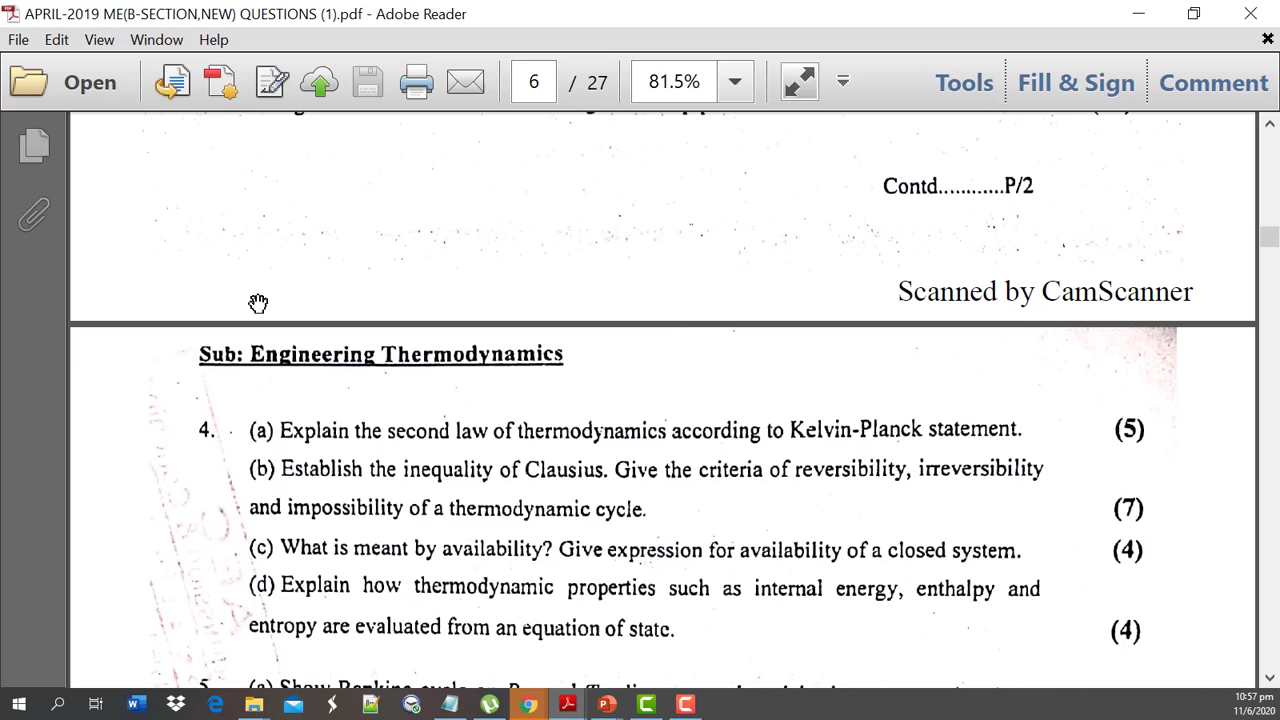 APRIL-2019 ME(B-SECTION,NEW) QUESTIONS (1).pdf - Adobe Reader
File Edit View Window Help
Open 6 / 27 81.5% Tools Fill & Sign Comment
Contd............P/2
Scanned by CamScanner
Sub: Engineering Thermodynamics
4. (a) Explain the second law of thermodynamics according to Kelvin-Planck statement. (5)
(b) Establish the inequality of Clausius. Give the criteria of reversibility, irreversibility
and impossibility of a thermodynamic cycle. (7)
(c) What is meant by availability? Give expression for availability of a closed system. (4)
(d) Explain how thermodynamic properties such as internal energy, enthalpy and
entropy are evaluated from an equation of state. (4)
5. (a) Show Rankine cycle on
10:57 pm
11/6/2020